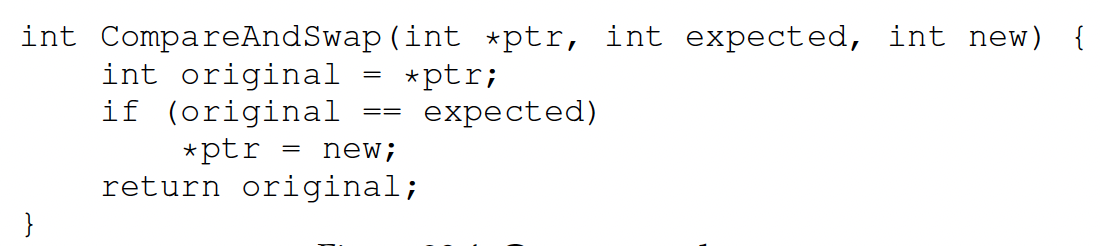 int CompareAndSwap(int *ptr, int expected, int new) {
    int original = *ptr;
    if (original == expected)
        *ptr = new;
    return original;
}